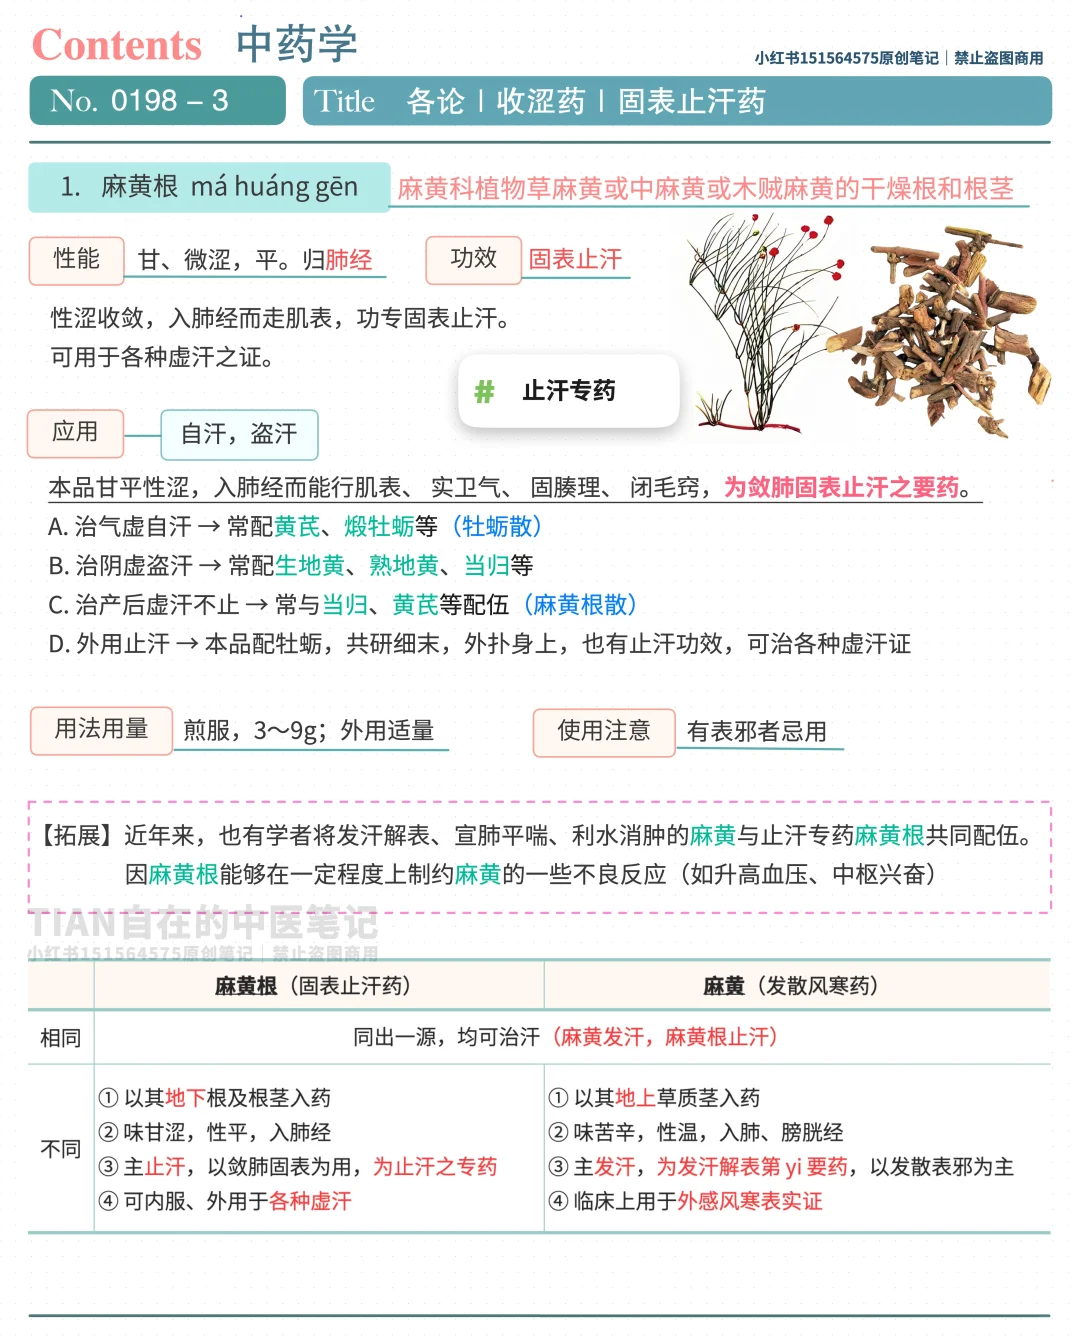 Contents 中药学
小红书151564575原创笔记｜禁止盗图商用
No. 0198 – 3
Title 各论丨收涩药丨固表止汗药
1. 麻黄根 má huáng gēn
麻黄科植物草麻黄或中麻黄或木贼麻黄的干燥根和根茎
性能 甘、微涩，平。归肺经
功效 固表止汗
性涩收敛，入肺经而走肌表，功专固表止汗。
可用于各种虚汗之证。
# 止汗专药
应用 自汗，盗汗
本品甘平性涩，入肺经而能行肌表、 实卫气、 固腠理、 闭毛窍，为敛肺固表止汗之要药。
A. 治气虚自汗 → 常配黄芪、煅牡蛎等（牡蛎散）
B. 治阴虚盗汗 → 常配生地黄、熟地黄、当归等
C. 治产后虚汗不止 → 常与当归、黄芪等配伍（麻黄根散）
D. 外用止汗 → 本品配牡蛎，共研细末，外扑身上，也有止汗功效，可治各种虚汗证
用法用量 煎服，3～9g；外用适量
使用注意 有表邪者忌用
【拓展】近年来，也有学者将发汗解表、宣肺平喘、利水消肿的麻黄与止汗专药麻黄根共同配伍。
因麻黄根能够在一定程度上制约麻黄的一些不良反应（如升高血压、中枢兴奋）
TIAN自在的中医笔记
小红书151564575原创笔记｜禁止盗图商用
麻黄根（固表止汗药） 麻黄（发散风寒药）
相同 同出一源，均可治汗（麻黄发汗，麻黄根止汗）
不同
① 以其地下根及根茎入药
② 味甘涩，性平，入肺经
③ 主止汗，以敛肺固表为用，为止汗之专药
④ 可内服、外用于各种虚汗
① 以其地上草质茎入药
② 味苦辛，性温，入肺、膀胱经
③ 主发汗，为发汗解表第 yi 要药，以发散表邪为主
④ 临床上用于外感风寒表实证